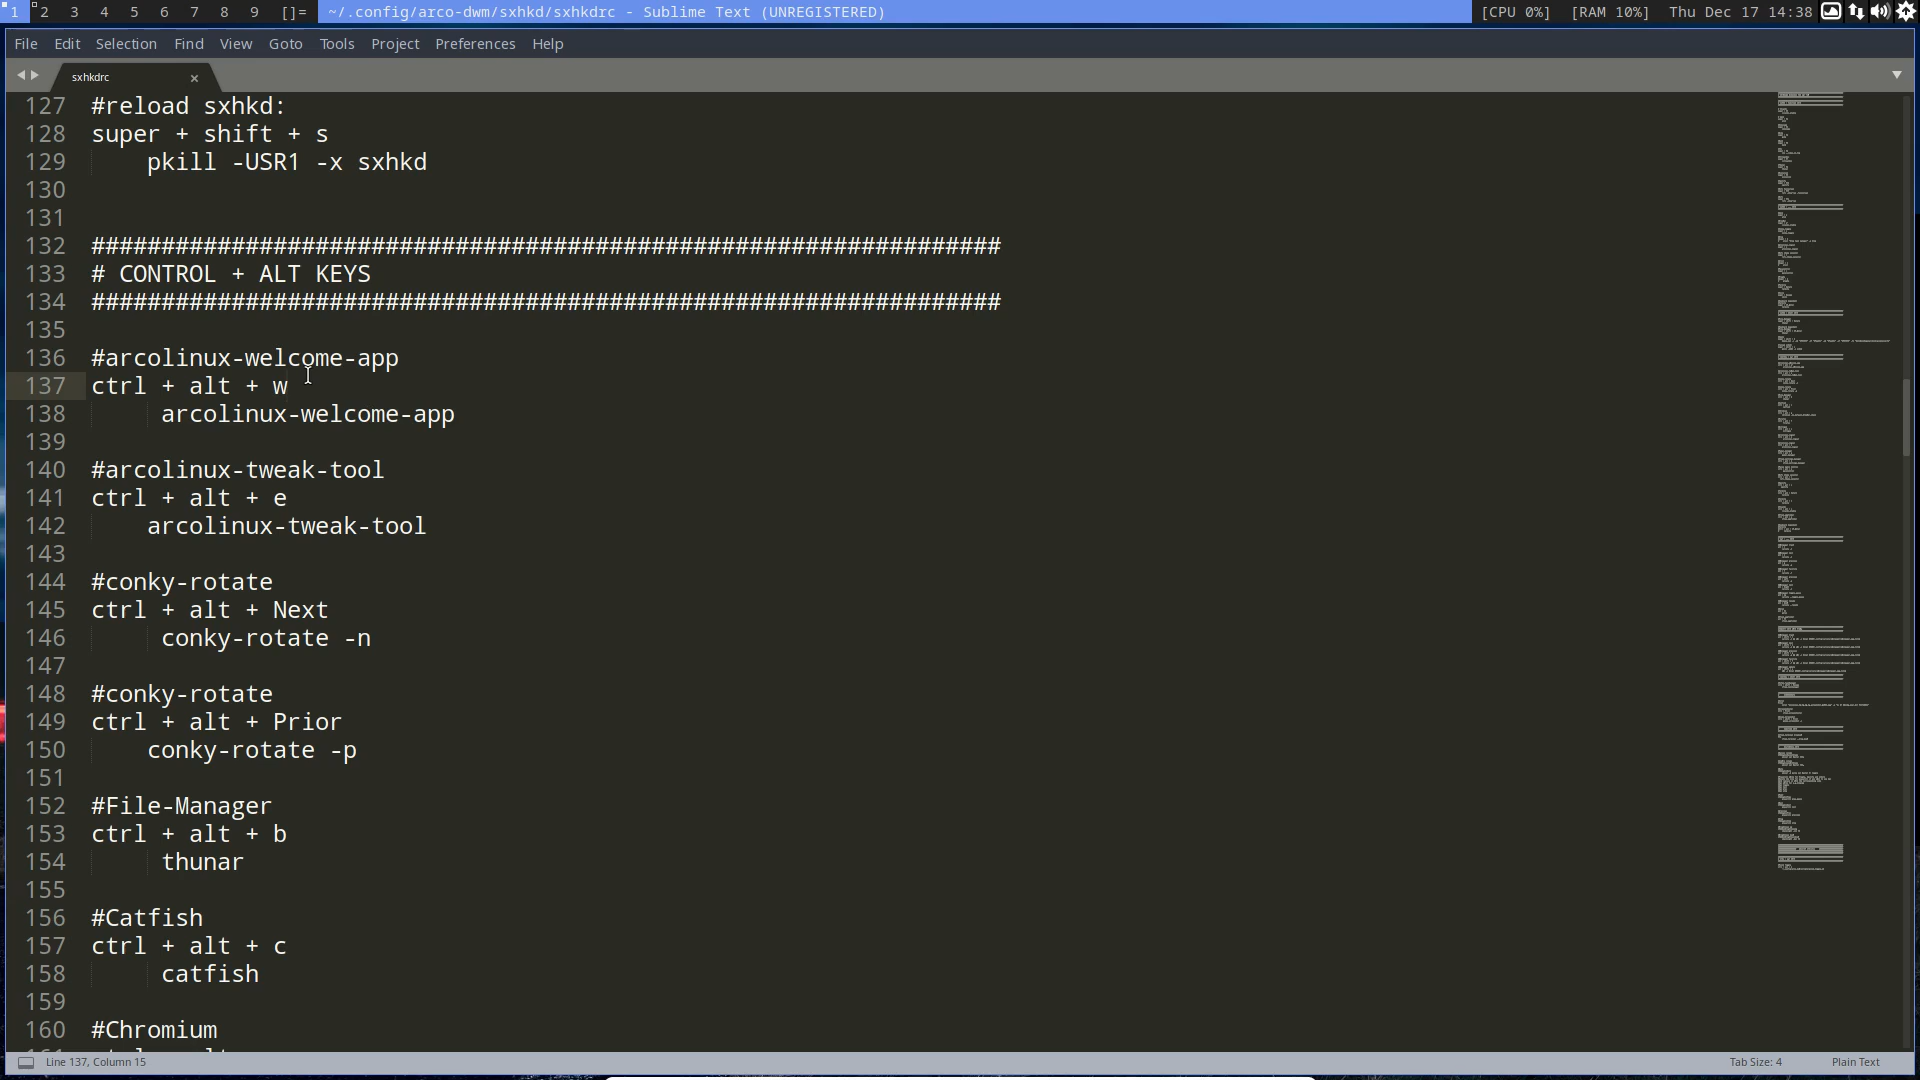 1 2 3 4 5 6 7 8 9 []= ~/.config/arco-dwm/sxhkd/sxhkdrc - Sublime Text (UNREGISTERED) [CPU 0%] [RAM 10%] Thu Dec 17 14:38
File Edit Selection Find View Goto Tools Project Preferences Help
sxhkdrc
127 #reload sxhkd:
128 super + shift + s
129 pkill -USR1 -x sxhkd
130
131
132 #################################################################
133 # CONTROL + ALT KEYS
134 #################################################################
135
136 #arcolinux-welcome-app
137 ctrl + alt + w
138 arcolinux-welcome-app
139
140 #arcolinux-tweak-tool
141 ctrl + alt + e
142 arcolinux-tweak-tool
143
144 #conky-rotate
145 ctrl + alt + Next
146 conky-rotate -n
147
148 #conky-rotate
149 ctrl + alt + Prior
150 conky-rotate -p
151
152 #File-Manager
153 ctrl + alt + b
154 thunar
155
156 #Catfish
157 ctrl + alt + c
158 catfish
159
160 #Chromium
Line 137, Column 15 Tab Size: 4 Plain Text